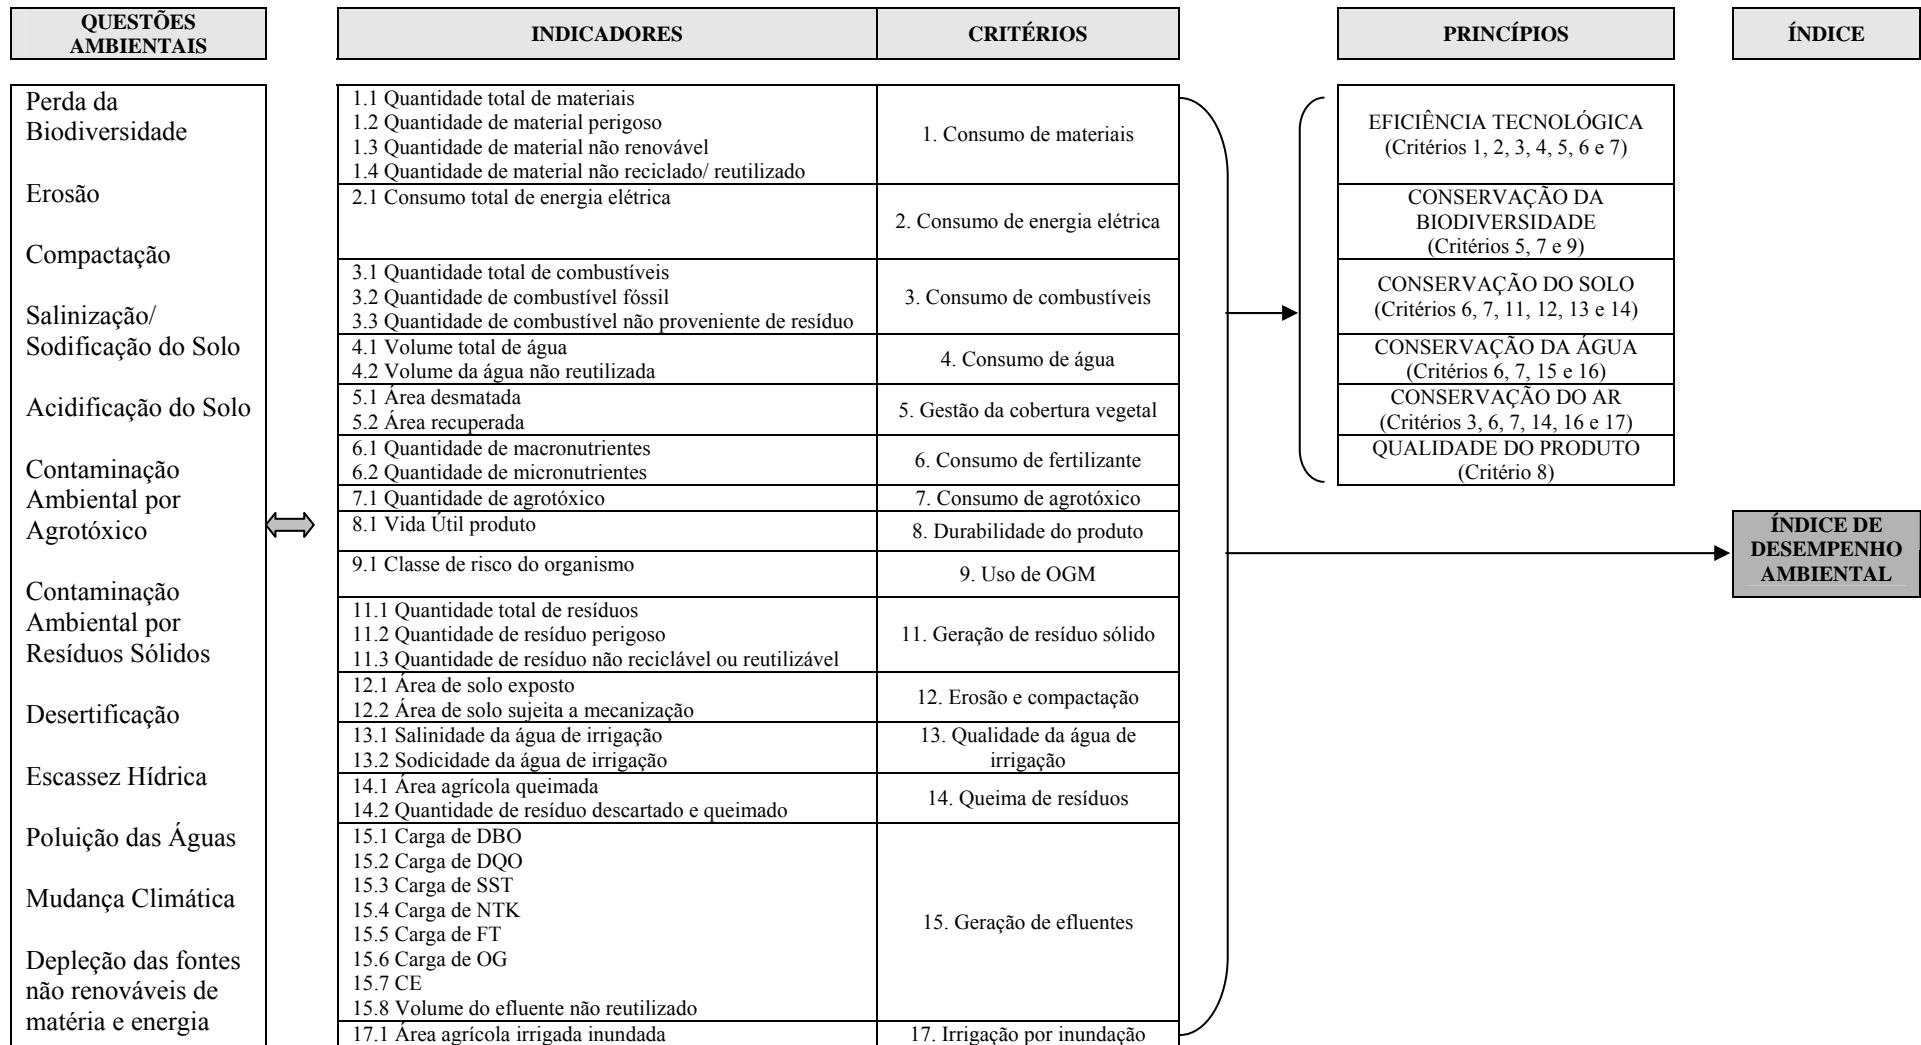 QUESTÕES
AMBIENTAIS
INDICADORES
CRITÉRIOS
PRINCÍPIOS
ÍNDICE
Perda da
Biodiversidade
Erosão
Compactação
Salinização/
Sodificação do Solo
Acidificação do Solo
Contaminação
Ambiental por
Agrotóxico
Contaminação
Ambiental por
Resíduos Sólidos
Desertificação
Escassez Hídrica
Poluição das Águas
Mudança Climática
Depleção das fontes
não renováveis de
matéria e energia
1.1 Quantidade total de materiais
1.2 Quantidade de material perigoso
1.3 Quantidade de material não renovável
1.4 Quantidade de material não reciclado/ reutilizado
1. Consumo de materiais
2.1 Consumo total de energia elétrica
2. Consumo de energia elétrica
3.1 Quantidade total de combustíveis
3.2 Quantidade de combustível fóssil
3.3 Quantidade de combustível não proveniente de resíduo
3. Consumo de combustíveis
4.1 Volume total de água
4.2 Volume da água não reutilizada
4. Consumo de água
5.1 Área desmatada
5.2 Área recuperada
5. Gestão da cobertura vegetal
6.1 Quantidade de macronutrientes
6.2 Quantidade de micronutrientes
6. Consumo de fertilizante
7.1 Quantidade de agrotóxico
7. Consumo de agrotóxico
8.1 Vida Útil produto
8. Durabilidade do produto
9.1 Classe de risco do organismo
9. Uso de OGM
11.1 Quantidade total de resíduos
11.2 Quantidade de resíduo perigoso
11.3 Quantidade de resíduo não reciclável ou reutilizável
11. Geração de resíduo sólido
12.1 Área de solo exposto
12.2 Área de solo sujeita a mecanização
12. Erosão e compactação
13.1 Salinidade da água de irrigação
13.2 Sodicidade da água de irrigação
13. Qualidade da água de
irrigação
14.1 Área agrícola queimada
14.2 Quantidade de resíduo descartado e queimado
14. Queima de resíduos
15.1 Carga de DBO
15.2 Carga de DQO
15.3 Carga de SST
15.4 Carga de NTK
15.5 Carga de FT
15.6 Carga de OG
15.7 CE
15.8 Volume do efluente não reutilizado
15. Geração de efluentes
17.1 Área agrícola irrigada inundada
17. Irrigação por inundação
EFICIÊNCIA TECNOLÓGICA
(Critérios 1, 2, 3, 4, 5, 6 e 7)
CONSERVAÇÃO DA
BIODIVERSIDADE
(Critérios 5, 7 e 9)
CONSERVAÇÃO DO SOLO
(Critérios 6, 7, 11, 12, 13 e 14)
CONSERVAÇÃO DA ÁGUA
(Critérios 6, 7, 15 e 16)
CONSERVAÇÃO DO AR
(Critérios 3, 6, 7, 14, 16 e 17)
QUALIDADE DO PRODUTO
(Critério 8)
ÍNDICE DE
DESEMPENHO
AMBIENTAL